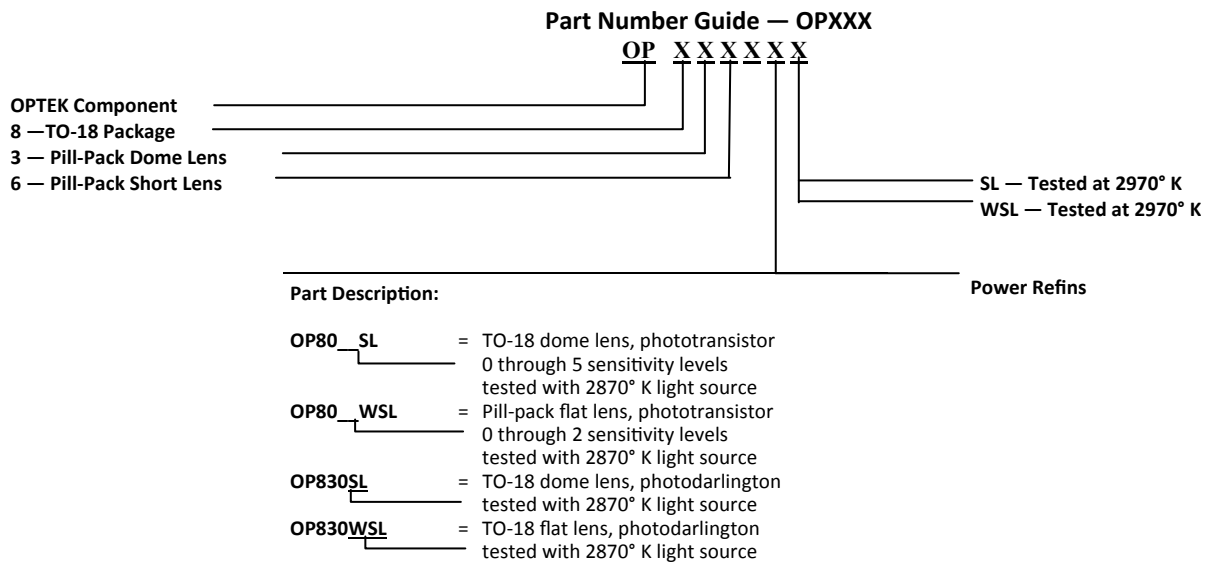 Part Number Guide — OPXXX
OP X X X X X X
OPTEK Component
8 —TO-18 Package
3 — Pill-Pack Dome Lens
6 — Pill-Pack Short Lens
SL — Tested at 2970° K
WSL — Tested at 2970° K
Power Refins
Part Description:
OP80__SL = TO-18 dome lens, phototransistor
0 through 5 sensitivity levels
tested with 2870° K light source
OP80__WSL = Pill-pack flat lens, phototransistor
0 through 2 sensitivity levels
tested with 2870° K light source
OP830SL = TO-18 dome lens, photodarlington
tested with 2870° K light source
OP830WSL = TO-18 flat lens, photodarlington
tested with 2870° K light source